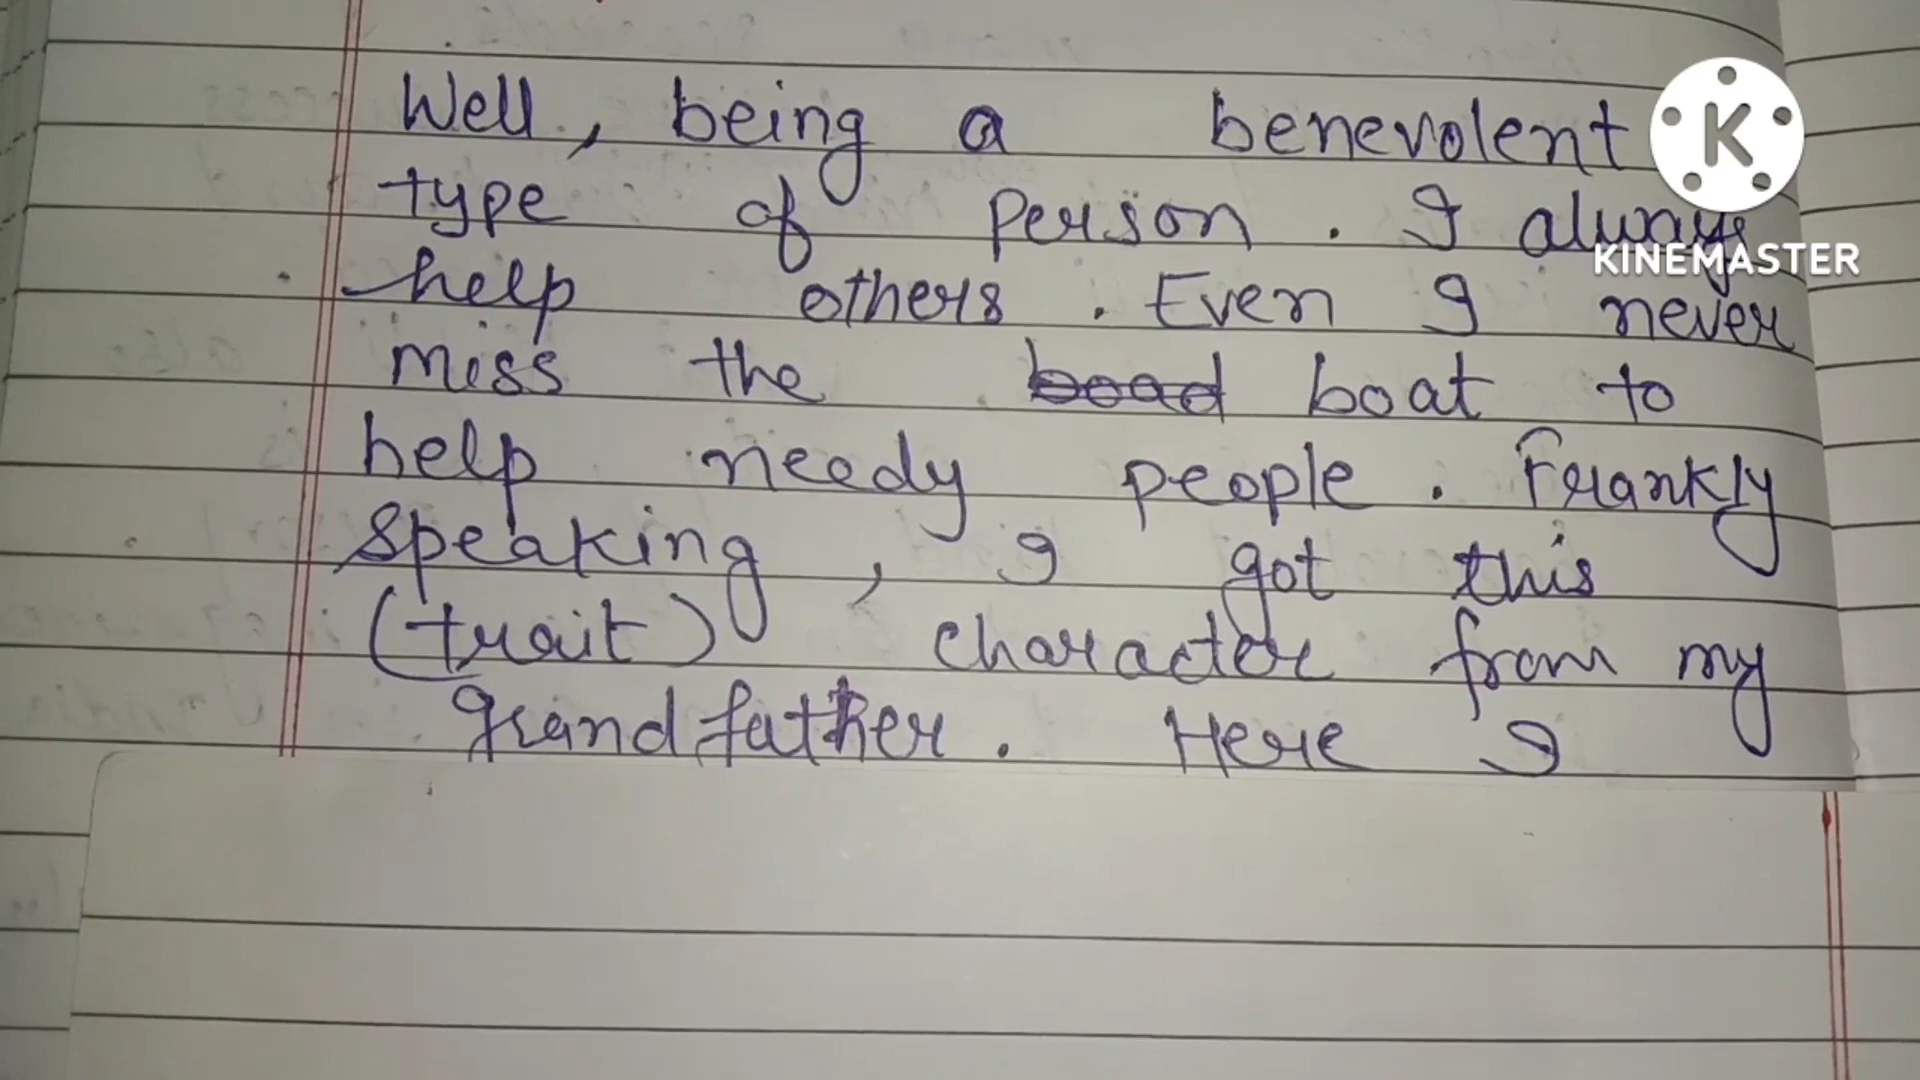 Well, being a benevolent
type of person. I always
help others. Even I never
miss the boad boat to
help needy people. Frankly
speaking, I got this
(trait) character from my
grandfather. Here I
K
KINEMASTER